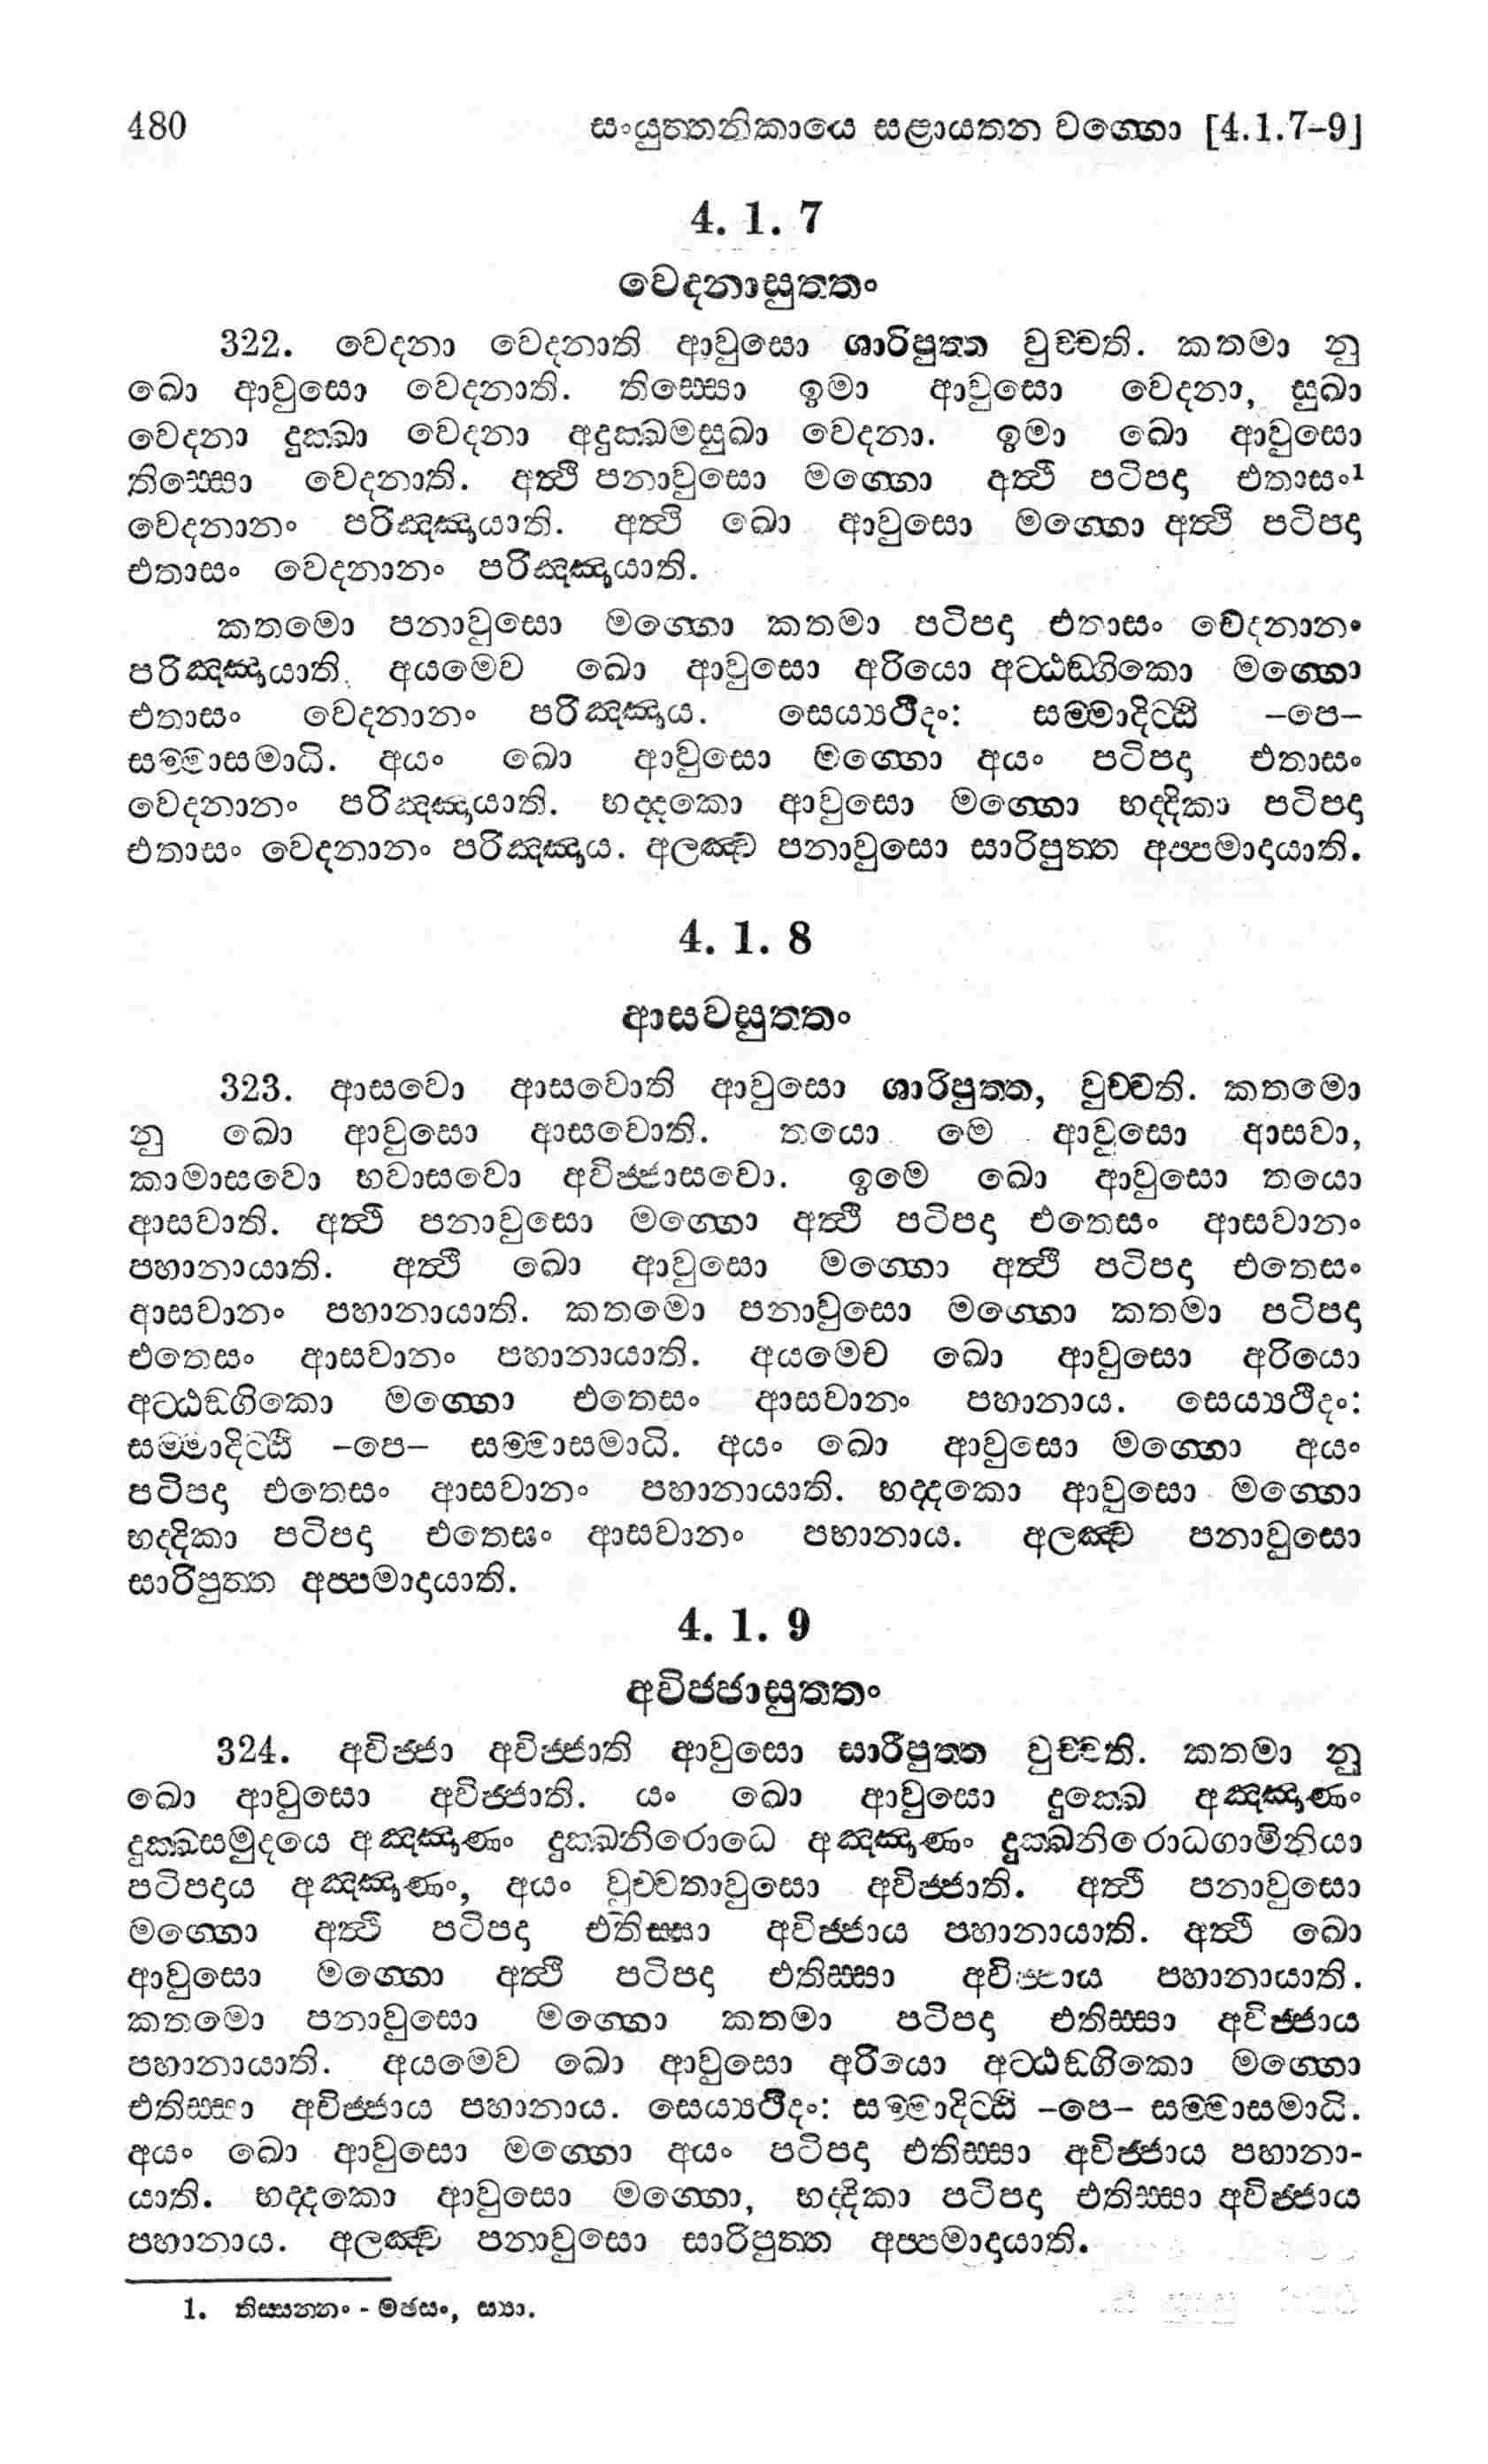 480 සංයුත්තනිකායෙ සළායතන වග්ගො [4.1.7-9]
4. 1. 7
වෙදනාසුත්තං
322. වෙදනා වෙදනාති ආවුසො ශාරිපුත්ත වුච්චති. කතමා නු
ඛො ආවුසො වෙදනාති. තිස්සො ඉමා ආවුසො වෙදනා, සුඛා
වෙදනා දුක්ඛා වෙදනා අදුක්ඛමසුඛා වෙදනා. ඉමා ඛො ආවුසො
තිස්සො වෙදනාති. අත්ථි පනාවුසො මග්ගො අත්ථි පටිපදා එතාසං¹
වෙදනානං පරිඤ්ඤායාති. අත්ථි ඛො ආවුසො මග්ගො අත්ථි පටිපදා
එතාසං වෙදනානං පරිඤ්ඤායාති.
කතමො පනාවුසො මග්ගො කතමා පටිපදා එතාසං වෙදනානං
පරිඤ්ඤායාති. අයමෙව ඛො ආවුසො අරියො අට්ඨඞ්ගිකො මග්ගො
එතාසං වෙදනානං පරිඤ්ඤාය. සෙය්‍යථීදං: සම්මාදිට්ඨි -පෙ-
සම්මාසමාධි. අයං ඛො ආවුසො මග්ගො අයං පටිපදා එතාසං
වෙදනානං පරිඤ්ඤායාති. භද්දකො ආවුසො මග්ගො භද්දිකා පටිපදා
එතාසං වෙදනානං පරිඤ්ඤාය. අලඤ්ච පනාවුසො සාරිපුත්ත අප්පමාදායාති.
4. 1. 8
ආසවසුත්තං
323. ආසවො ආසවොති ආවුසො ශාරිපුත්ත, වුච්චති. කතමො
නු ඛො ආවුසො ආසවොති. තයො මෙ ආවුසො ආසවා,
කාමාසවො භවාසවො අවිජ්ජාසවො. ඉමෙ ඛො ආවුසො තයො
ආසවාති. අත්ථි පනාවුසො මග්ගො අත්ථි පටිපදා එතෙසං ආසවානං
පහානායාති. අත්ථි ඛො ආවුසො මග්ගො අත්ථි පටිපදා එතෙසං
ආසවානං පහානායාති. කතමො පනාවුසො මග්ගො කතමා පටිපදා
එතෙසං ආසවානං පහානායාති. අයමෙව ඛො ආවුසො අරියො
අට්ඨඞ්ගිකො මග්ගො එතෙසං ආසවානං පහානාය. සෙය්‍යථීදං:
සම්මාදිට්ඨි -පෙ- සම්මාසමාධි. අයං ඛො ආවුසො මග්ගො අයං
පටිපදා එතෙසං ආසවානං පහානායාති. භද්දකො ආවුසො මග්ගො
භද්දිකා පටිපදා එතෙසං ආසවානං පහානාය. අලඤ්ච පනාවුසො
සාරිපුත්ත අප්පමාදායාති.
4. 1. 9
අවිජ්ජාසුත්තං
324. අවිජ්ජා අවිජ්ජාති ආවුසො සාරිපුත්ත වුච්චති. කතමා නු
ඛො ආවුසො අවිජ්ජාති. යං ඛො ආවුසො දුක්ඛෙ අඤ්ඤාණං
දුක්ඛසමුදයෙ අඤ්ඤාණං දුක්ඛනිරොධෙ අඤ්ඤාණං දුක්ඛනිරොධගාමිනියා
පටිපදාය අඤ්ඤාණං, අයං වුච්චතාවුසො අවිජ්ජාති. අත්ථි පනාවුසො
මග්ගො අත්ථි පටිපදා එතිස්සා අවිජ්ජාය පහානායාති. අත්ථි ඛො
ආවුසො මග්ගො අත්ථි පටිපදා එතිස්සා අවිජ්ජාය පහානායාති.
කතමො පනාවුසො මග්ගො කතමා පටිපදා එතිස්සා අවිජ්ජාය
පහානායාති. අයමෙව ඛො ආවුසො අරියො අට්ඨඞ්ගිකො මග්ගො
එතිස්සා අවිජ්ජාය පහානාය. සෙය්‍යථීදං: සම්මාදිට්ඨි -පෙ- සම්මාසමාධි.
අයං ඛො ආවුසො මග්ගො අයං පටිපදා එතිස්සා අවිජ්ජාය පහානා-
යාති. භද්දකො ආවුසො මග්ගො, භද්දිකා පටිපදා එතිස්සා අවිජ්ජාය
පහානාය. අලඤ්ච පනාවුසො සාරිපුත්ත අප්පමාදායාති.
1. තිස්සන්නං - මඡසං, ස්‍යා.